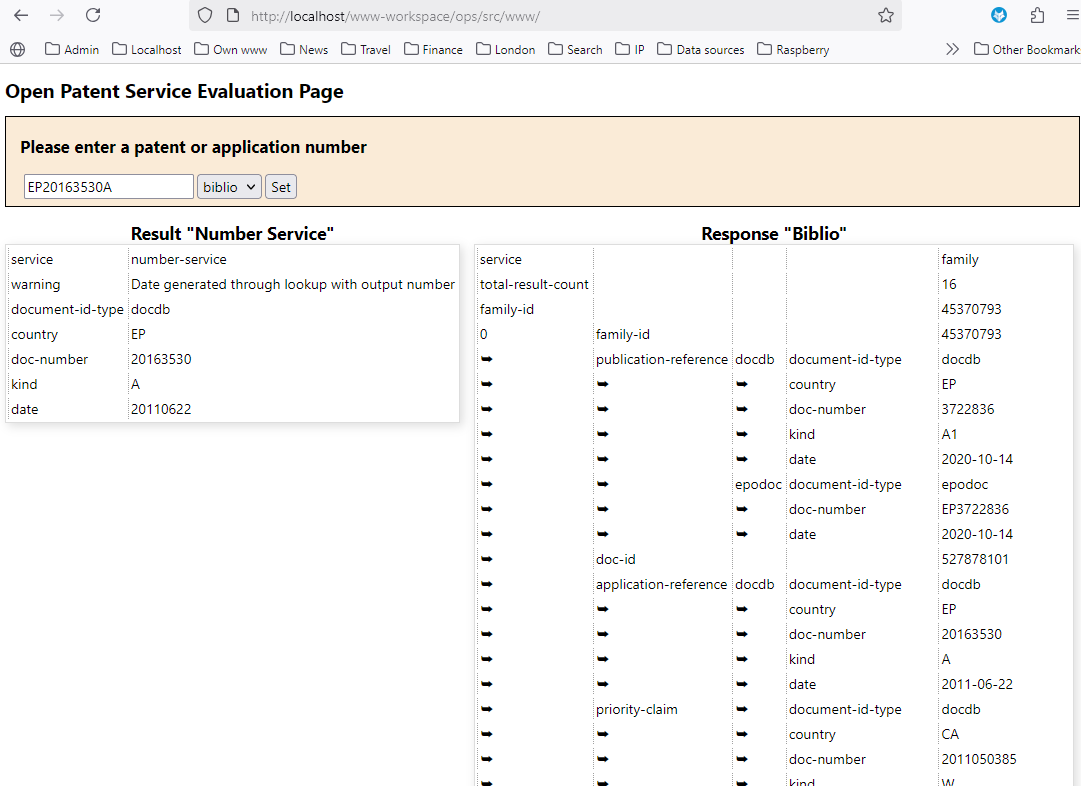 http://localhost/www-workspace/ops/src/www/
Admin Localhost Own www News Travel Finance London Search IP Data sources Raspberry Other Bookmark
Open Patent Service Evaluation Page
Please enter a patent or application number
EP20163530A biblio Set
Result "Number Service"
service number-service
warning Date generated through lookup with output number
document-id-type docdb
country EP
doc-number 20163530
kind A
date 20110622
Response "Biblio"
service family
total-result-count 16
family-id 45370793
0 family-id 45370793
➥ publication-reference docdb document-id-type docdb
➥ ➥ ➥ country EP
➥ ➥ ➥ doc-number 3722836
➥ ➥ ➥ kind A1
➥ ➥ ➥ date 2020-10-14
➥ ➥ epodoc document-id-type epodoc
➥ ➥ ➥ doc-number EP3722836
➥ ➥ ➥ date 2020-10-14
➥ doc-id 527878101
➥ application-reference docdb document-id-type docdb
➥ ➥ ➥ country EP
➥ ➥ ➥ doc-number 20163530
➥ ➥ ➥ kind A
➥ ➥ ➥ date 2011-06-22
➥ priority-claim ➥ document-id-type docdb
➥ ➥ ➥ country CA
➥ ➥ ➥ doc-number 2011050385
➥ ➥ ➥ kind W